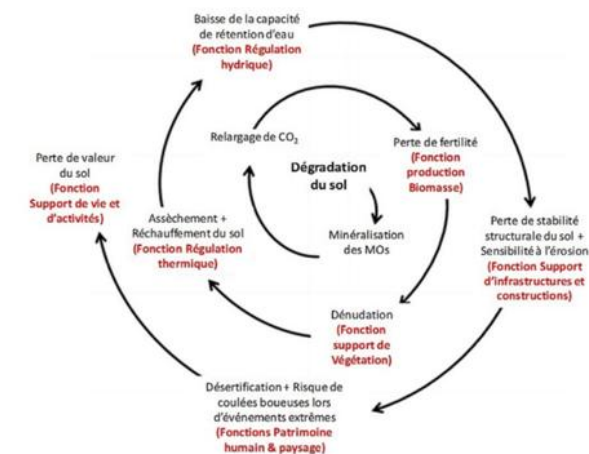 Baisse de la capacité
de rétention d'eau
(Fonction Régulation
hydrique)
Relargage de CO₂
Perte de fertilité
(Fonction
production
Biomasse)
Perte de valeur
du sol
(Fonction
Support de vie et
d'activités)
Dégradation
du sol
Assèchement +
Réchauffement du sol
(Fonction Régulation
thermique)
Minéralisation
des MOs
Perte de stabilité
structurale du sol +
Sensibilité à l'érosion
(Fonction Support
d'infrastructures et
constructions)
Dénudation
(Fonction
support de
Végétation)
Désertification + Risque de
coulées boueuses lors
d'événements extrêmes
(Fonctions Patrimoine
humain & paysage)